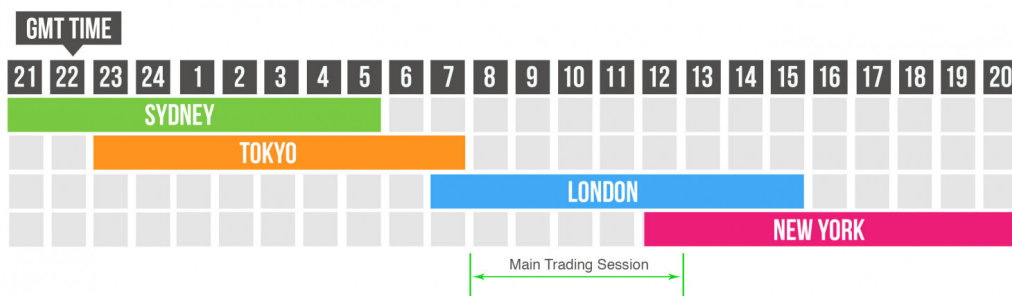 GMT TIME
21 22 23 24 1 2 3 4 5 6 7 8 9 10 11 12 13 14 15 16 17 18 19 20
SYDNEY
TOKYO
LONDON
NEW YORK
Main Trading Session